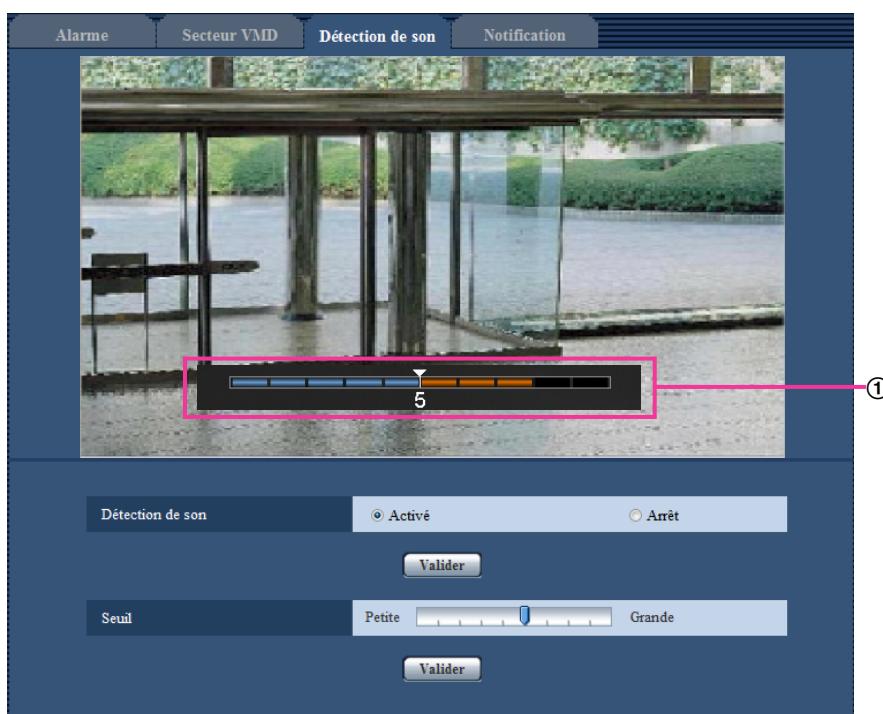 Alarme Secteur VMD Détection de son Notification
5
①
Détection de son Activé Arrêt
Valider
Seuil Petite Grande
Valider